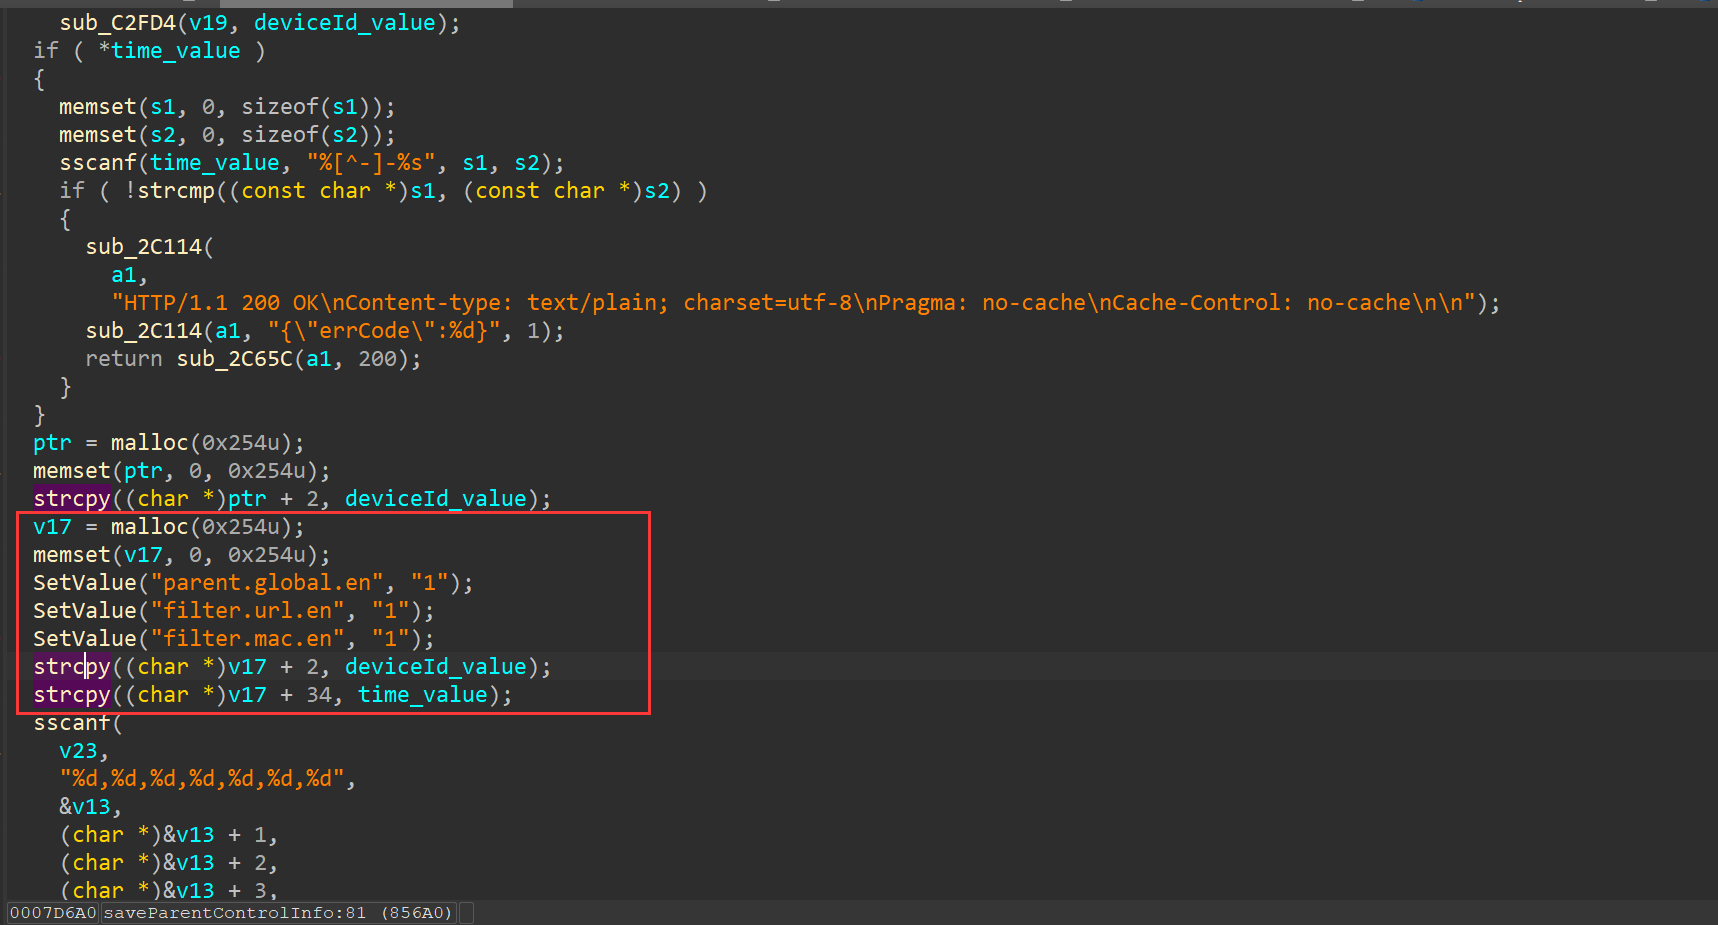 sub_C2FD4(v19, deviceId_value);
if ( *time_value )
{
memset(s1, 0, sizeof(s1));
memset(s2, 0, sizeof(s2));
sscanf(time_value, "%[^-]-%s", s1, s2);
if ( !strcmp((const char *)s1, (const char *)s2) )
{
sub_2C114(
a1,
"HTTP/1.1 200 OK\nContent-type: text/plain; charset=utf-8\nPragma: no-cache\nCache-Control: no-cache\n\n");
sub_2C114(a1, "{\"errCode\":%d}", 1);
return sub_2C65C(a1, 200);
}
}
ptr = malloc(0x254u);
memset(ptr, 0, 0x254u);
strcpy((char *)ptr + 2, deviceId_value);
v17 = malloc(0x254u);
memset(v17, 0, 0x254u);
SetValue("parent.global.en", "1");
SetValue("filter.url.en", "1");
SetValue("filter.mac.en", "1");
strcpy((char *)v17 + 2, deviceId_value);
strcpy((char *)v17 + 34, time_value);
sscanf(
v23,
"%d,%d,%d,%d,%d,%d,%d",
&v13,
(char *)&v13 + 1,
(char *)&v13 + 2,
(char *)&v13 + 3,
0007D6A0 saveParentControlInfo:81 (856A0)